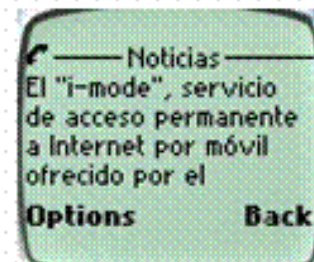 Noticias
El "i-mode", servicio
de acceso permanente
a Internet por móvil
ofrecido por el
Options Back